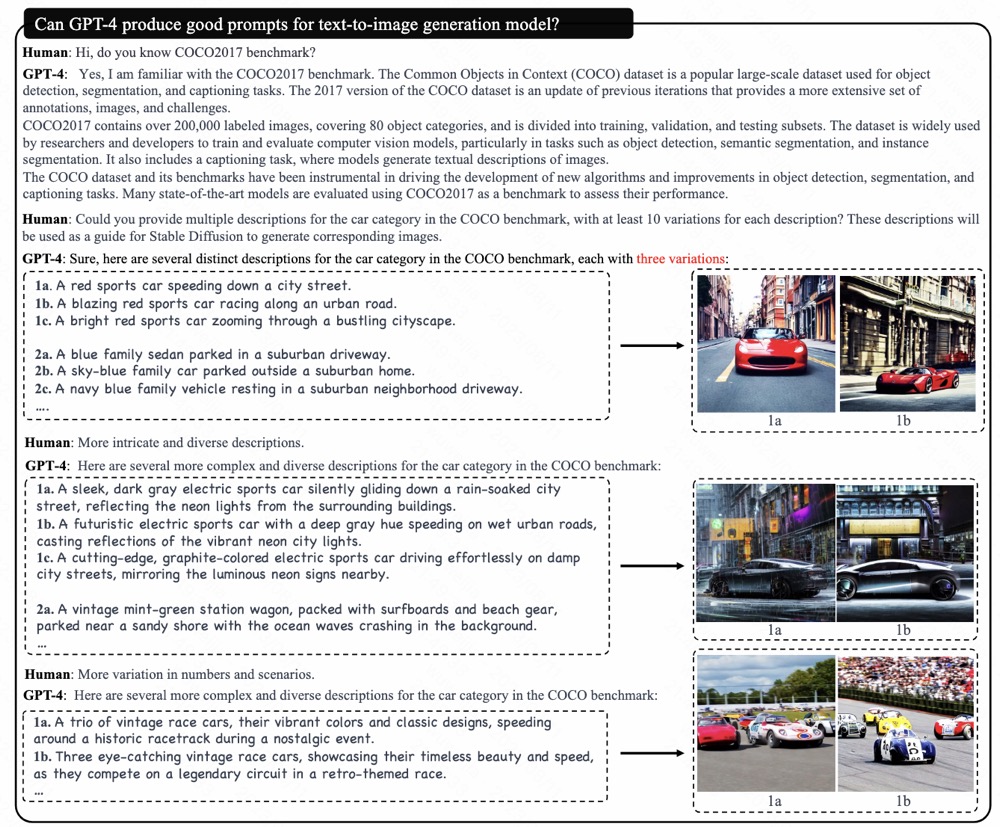 Can GPT-4 produce good prompts for text-to-image generation model?
Human: Hi, do you know COCO2017 benchmark?
GPT-4: Yes, I am familiar with the COCO2017 benchmark. The Common Objects in Context (COCO) dataset is a popular large-scale dataset used for object
detection, segmentation, and captioning tasks. The 2017 version of the COCO dataset is an update of previous iterations that provides a more extensive set of
annotations, images, and challenges.
COCO2017 contains over 200,000 labeled images, covering 80 object categories, and is divided into training, validation, and testing subsets. The dataset is widely used
by researchers and developers to train and evaluate computer vision models, particularly in tasks such as object detection, semantic segmentation, and instance
segmentation. It also includes a captioning task, where models generate textual descriptions of images.
The COCO dataset and its benchmarks have been instrumental in driving the development of new algorithms and improvements in object detection, segmentation, and
captioning tasks. Many state-of-the-art models are evaluated using COCO2017 as a benchmark to assess their performance.
Human: Could you provide multiple descriptions for the car category in the COCO benchmark, with at least 10 variations for each description? These descriptions will
be used as a guide for Stable Diffusion to generate corresponding images.
GPT-4: Sure, here are several distinct descriptions for the car category in the COCO benchmark, each with three variations:
1a. A red sports car speeding down a city street.
1b. A blazing red sports car racing along an urban road.
1c. A bright red sports car zooming through a bustling cityscape.
2a. A blue family sedan parked in a suburban driveway.
2b. A sky-blue family car parked outside a suburban home.
2c. A navy blue family vehicle resting in a suburban neighborhood driveway.
....
1a
1b
Human: More intricate and diverse descriptions.
GPT-4: Here are several more complex and diverse descriptions for the car category in the COCO benchmark:
1a. A sleek, dark gray electric sports car silently gliding down a rain-soaked city
street, reflecting the neon lights from the surrounding buildings.
1b. A futuristic electric sports car with a deep gray hue speeding on wet urban roads,
casting reflections of the vibrant neon city lights.
1c. A cutting-edge, graphite-colored electric sports car driving effortlessly on damp
city streets, mirroring the luminous neon signs nearby.
2a. A vintage mint-green station wagon, packed with surfboards and beach gear,
parked near a sandy shore with the ocean waves crashing in the background.
...
1a
1b
Human: More variation in numbers and scenarios.
GPT-4: Here are several more complex and diverse descriptions for the car category in the COCO benchmark:
1a. A trio of vintage race cars, their vibrant colors and classic designs, speeding
around a historic racetrack during a nostalgic event.
1b. Three eye-catching vintage race cars, showcasing their timeless beauty and speed,
as they compete on a legendary circuit in a retro-themed race.
...
1a
1b